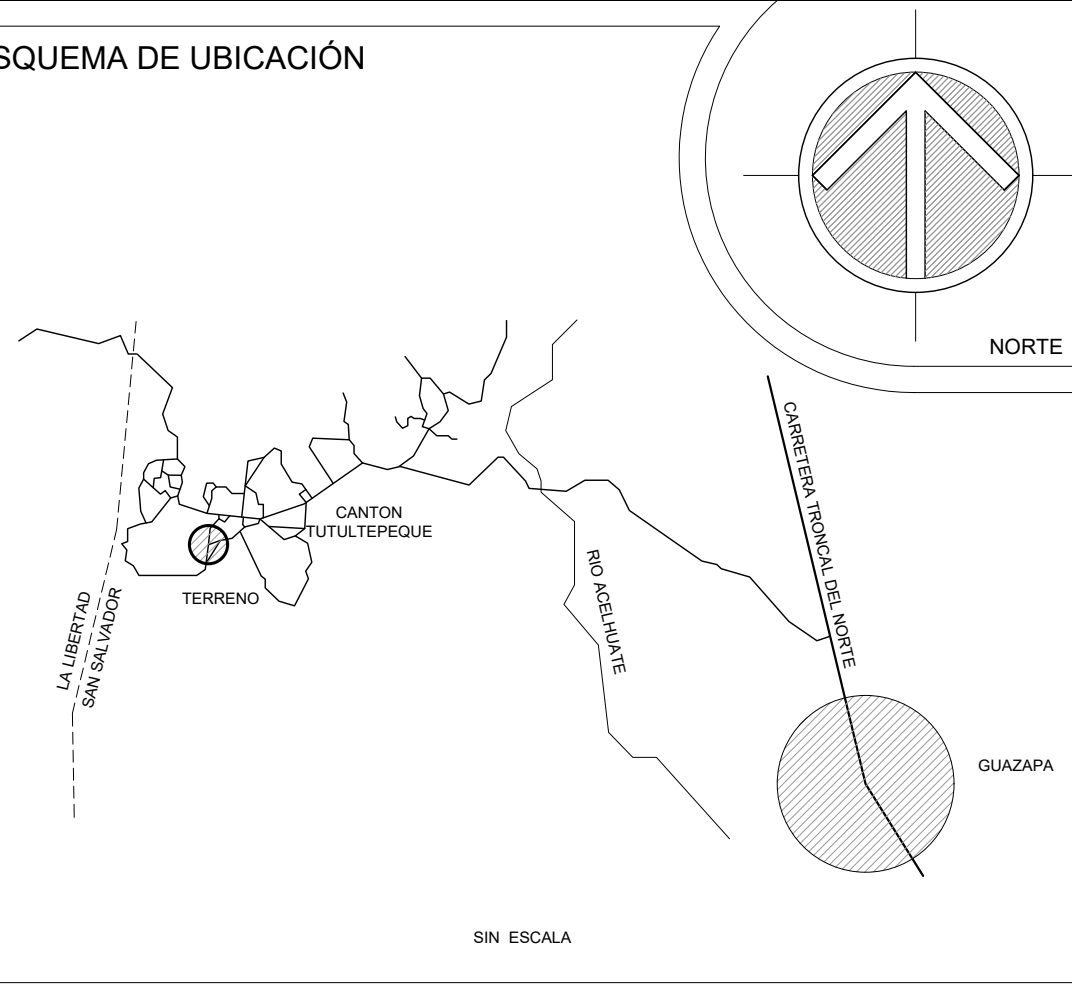 SQUEMA DE UBICACIÓN
NORTE
CARRETERA TRONCAL DEL NORTE
CANTON
TUTULTEPEQUE
TERRENO
LA LIBERTAD
SAN SALVADOR
RIO ACELHUATE
GUAZAPA
SIN ESCALA